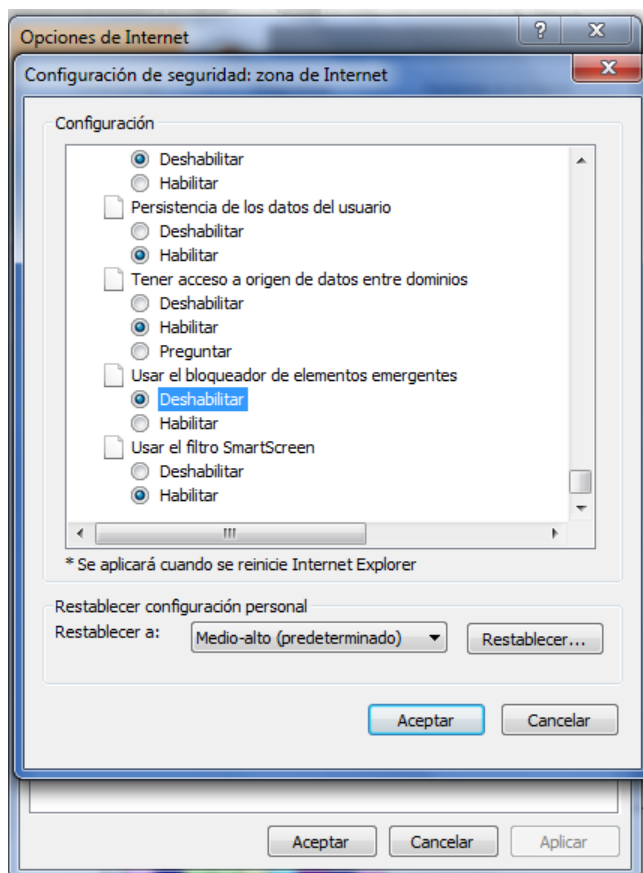 Opciones de Internet
Configuración de seguridad: zona de Internet
Configuración
Deshabilitar
Habilitar
Persistencia de los datos del usuario
Deshabilitar
Habilitar
Tener acceso a origen de datos entre dominios
Deshabilitar
Habilitar
Preguntar
Usar el bloqueador de elementos emergentes
Deshabilitar
Habilitar
Usar el filtro SmartScreen
Deshabilitar
Habilitar
* Se aplicará cuando se reinicie Internet Explorer
Restablecer configuración personal
Restablecer a: Medio-alto (predeterminado) Restablecer...
Aceptar Cancelar
Aceptar Cancelar Aplicar